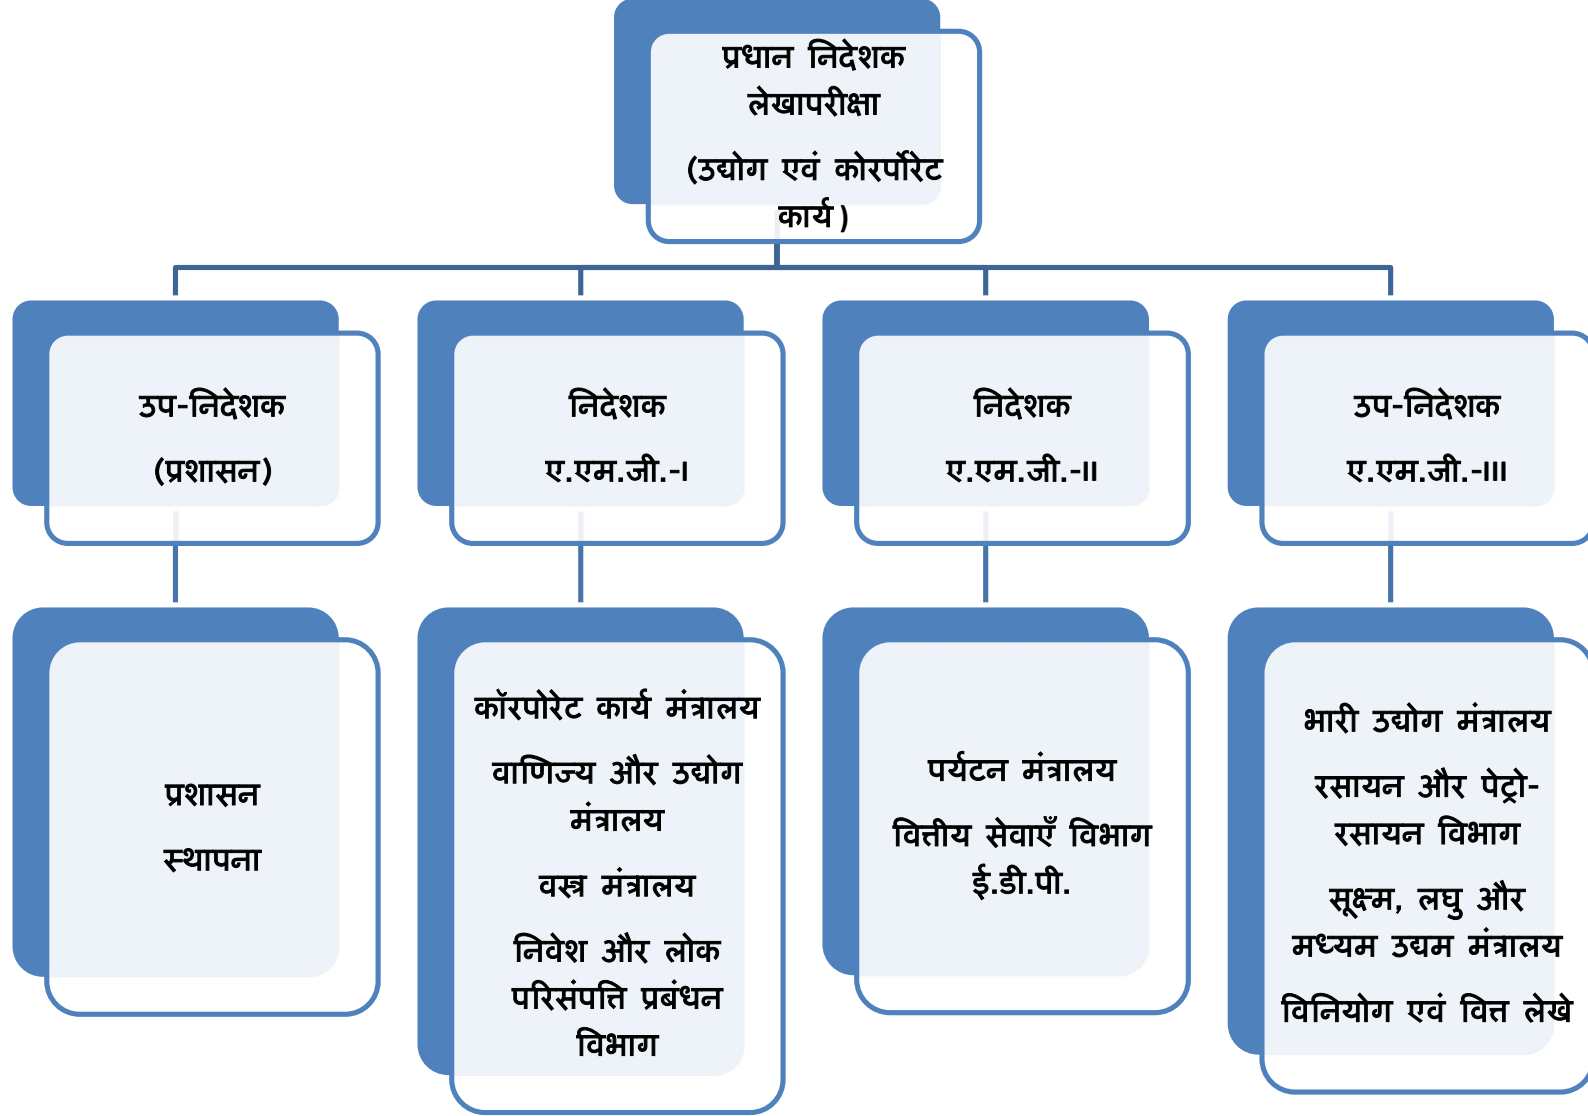 प्रधान निदेशक
लेखापरीक्षा
(उद्योग एवं कोरर्पोरेट
कार्य)
उप-निदेशक
(प्रशासन)
निदेशक
ए.एम.जी.-I
निदेशक
ए.एम.जी.-II
उप-निदेशक
ए.एम.जी.-III
प्रशासन
स्थापना
कॉरपोरेट कार्य मंत्रालय
वाणिज्य और उद्योग
मंत्रालय
वस्त्र मंत्रालय
निवेश और लोक
परिसंपत्ति प्रबंधन
विभाग
पर्यटन मंत्रालय
वित्तीय सेवाएँ विभाग
ई.डी.पी.
भारी उद्योग मंत्रालय
रसायन और पेट्रो-
रसायन विभाग
सूक्ष्म, लघु और
मध्यम उद्यम मंत्रालय
विनियोग एवं वित्त लेखे